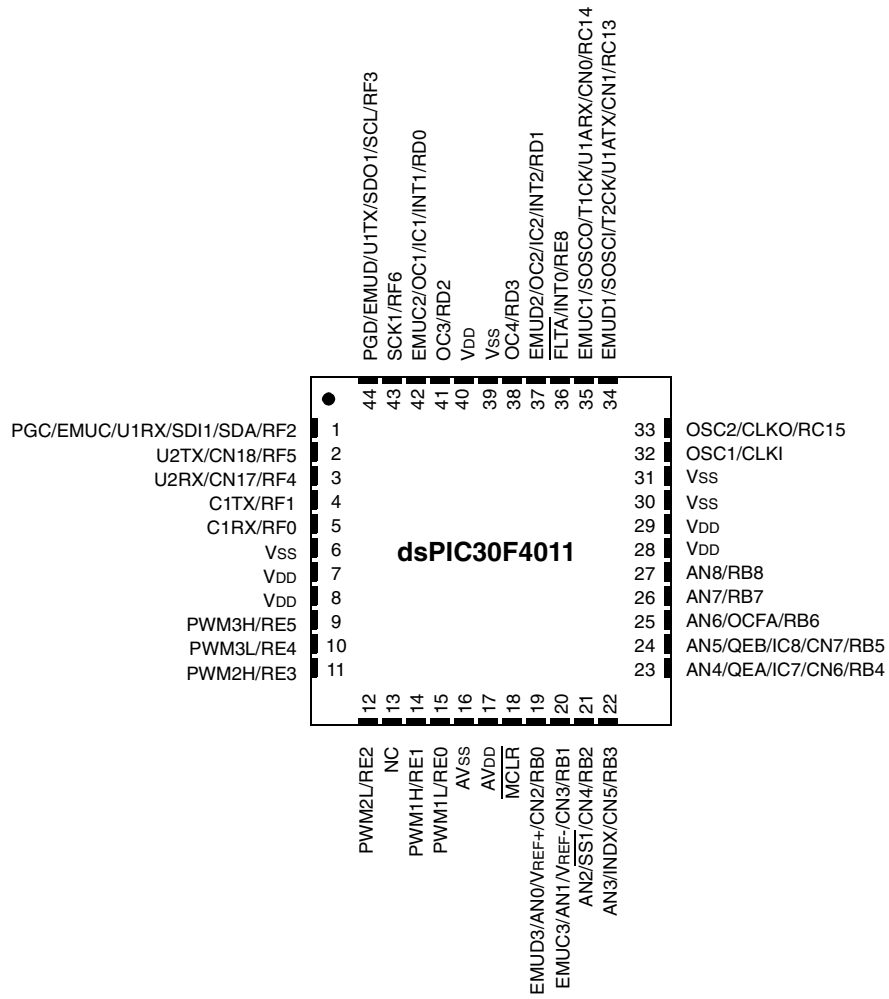 PGD/EMUD/U1TX/SDO1/SCL/RF3
SCK1/RF6
EMUC2/OC1/IC1/INT1/RD0
OC3/RD2
VDD
VSS
OC4/RD3
EMUD2/OC2/IC2/INT2/RD1
FLTA/INT0/RE8
EMUC1/SOSCO/T1CK/U1ARX/CN0/RC14
EMUD1/SOSCI/T2CK/U1ATX/CN1/RC13
44 43 42 41 40 39 38 37 36 35 34
PGC/EMUC/U1RX/SDI1/SDA/RF2 1
U2TX/CN18/RF5 2
U2RX/CN17/RF4 3
C1TX/RF1 4
C1RX/RF0 5
VSS 6
VDD 7
VDD 8
PWM3H/RE5 9
PWM3L/RE4 10
PWM2H/RE3 11
dsPIC30F4011
33 OSC2/CLKO/RC15
32 OSC1/CLKI
31 VSS
30 VSS
29 VDD
28 VDD
27 AN8/RB8
26 AN7/RB7
25 AN6/OCFA/RB6
24 AN5/QEB/IC8/CN7/RB5
23 AN4/QEA/IC7/CN6/RB4
12 13 14 15 16 17 18 19 20 21 22
PWM2L/RE2
NC
PWM1H/RE1
PWM1L/RE0
AVSS
AVDD
MCLR
EMUD3/AN0/VREF+/CN2/RB0
EMUC3/AN1/VREF-/CN3/RB1
AN2/SS1/CN4/RB2
AN3/INDX/CN5/RB3